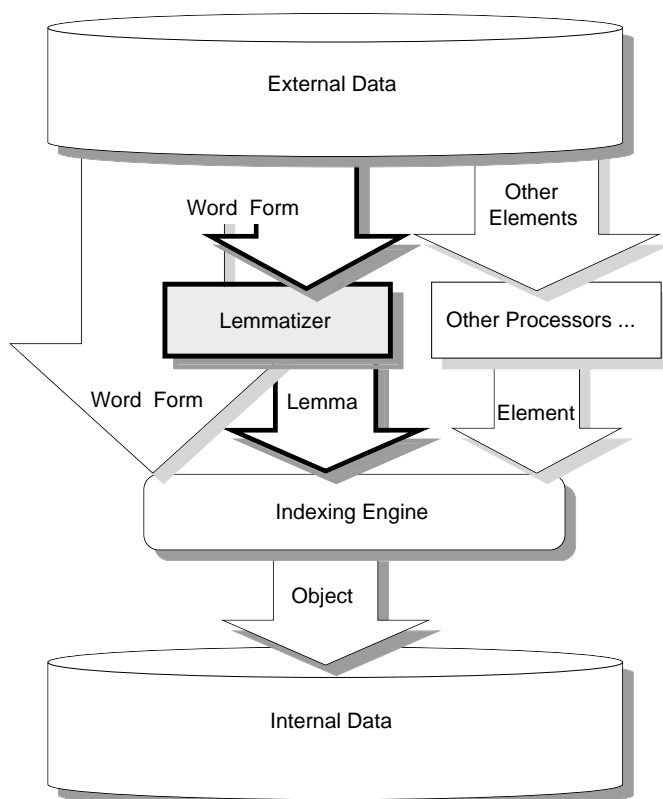 External Data
Word Form
Other
Elements
Lemmatizer
Other Processors ...
Word Form
Lemma
Element
Indexing Engine
Object
Internal Data